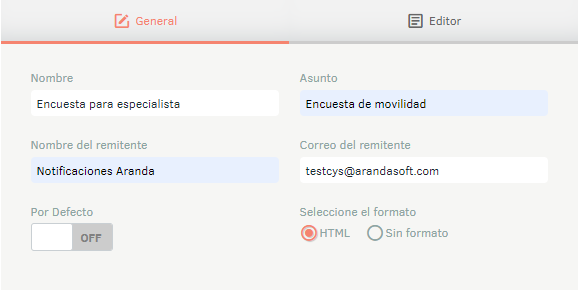 General
Editor
Nombre
Asunto
Encuesta para especialista
Encuesta de movilidad
Nombre del remitente
Correo del remitente
Notificaciones Aranda
testcys@arandasoft.com
Por Defecto
Seleccione el formato
OFF
HTML
Sin formato